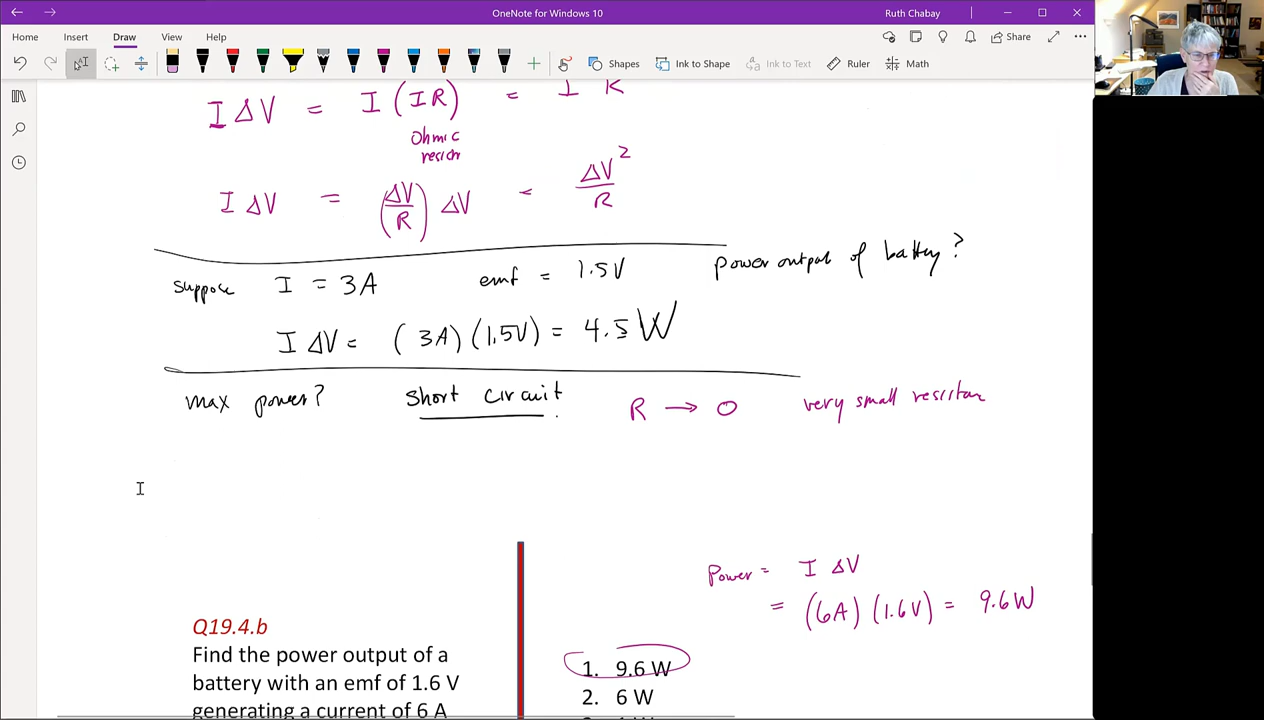 OneNote for Windows 10
Ruth Chabay
Home Insert Draw View Help
Share
Shapes Ink to Shape Ink to Text Ruler Math
I ΔV = I (IR) = I R
Ohmic
I ΔV = (ΔV/R) ΔV = ΔV²/R
suppose I = 3A emf = 1.5V power output of battery?
I ΔV = (3A)(1.5V) = 4.5 W
max power? short circuit R → 0 very small
Power = I ΔV
= (6A)(1.6V) = 9.6W
Q19.4.b
Find the power output of a
battery with an emf of 1.6 V
generating a current of 6 A
1. 9.6 W
2. 6 W